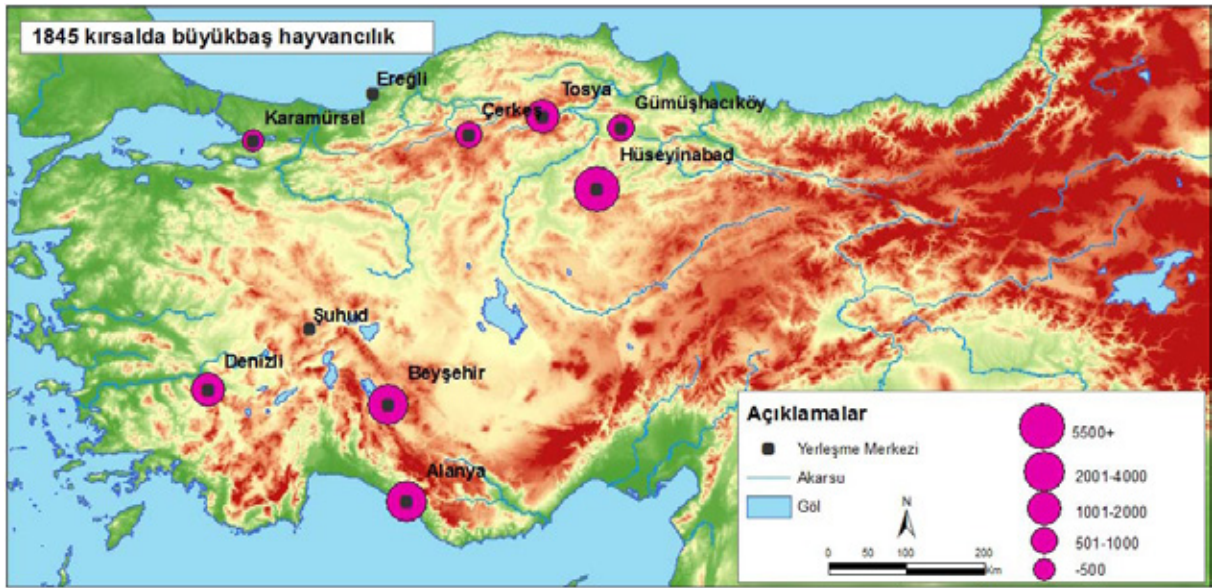 1845 kırsalda büyükbaş hayvancılık
Ereğli
Tosya
Gümüşhacıköy
Çerkeş
Karamürsel
Hüseyinabad
Şuhud
Denizli
Beyşehir
Alanya
Açıklamalar
Yerleşme Merkezi
Akarsu
Göl
N
0 50 100 200
Km
5500+
2001-4000
1001-2000
501-1000
-500